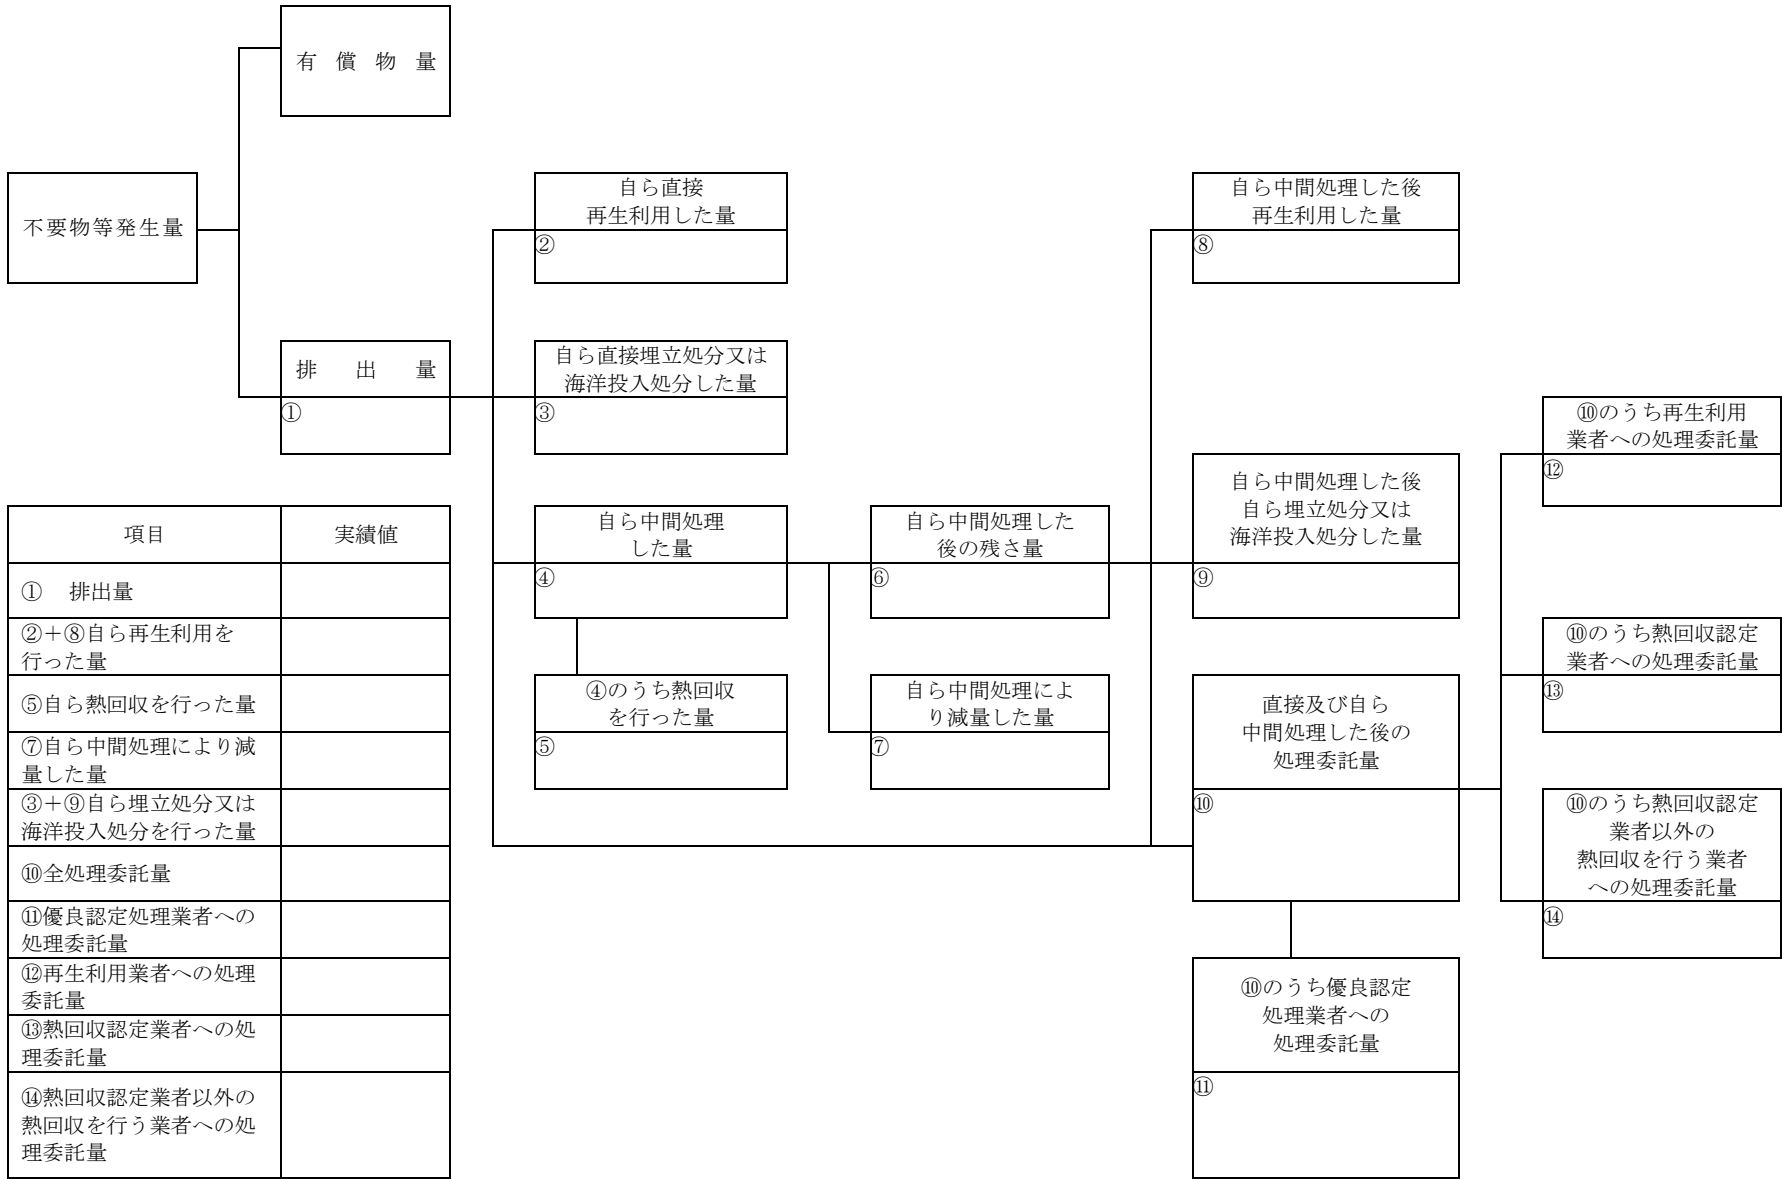 有償物量
不要物等発生量
排出量
①
自ら直接
再生利用した量
②
自ら直接埋立処分又は
海洋投入処分した量
③
自ら中間処理
した量
④
④のうち熱回収
を行った量
⑤
自ら中間処理した
後の残さ量
⑥
自ら中間処理によ
り減量した量
⑦
自ら中間処理した後
再生利用した量
⑧
自ら中間処理した後
自ら埋立処分又は
海洋投入処分した量
⑨
直接及び自ら
中間処理した後の
処理委託量
⑩
⑩のうち優良認定
処理業者への
処理委託量
⑪
⑩のうち再生利用
業者への処理委託量
⑫
⑩のうち熱回収認定
業者への処理委託量
⑬
⑩のうち熱回収認定
業者以外の
熱回収を行う業者
への処理委託量
⑭
項目 実績値
① 排出量
②+⑧自ら再生利用を
行った量
⑤自ら熱回収を行った量
⑦自ら中間処理により減
量した量
③+⑨自ら埋立処分又は
海洋投入処分を行った量
⑩全処理委託量
⑪優良認定処理業者への
処理委託量
⑫再生利用業者への処理
委託量
⑬熱回収認定業者への処
理委託量
⑭熱回収認定業者以外の
熱回収を行う業者への処
理委託量